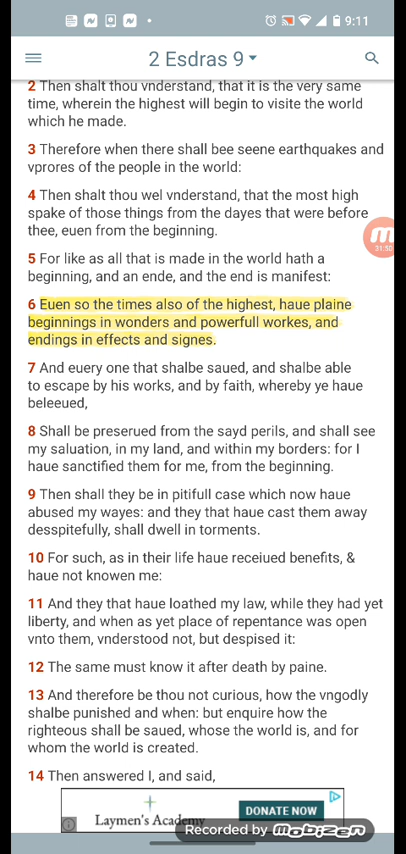 9:11
2 Esdras 9
2 Then shalt thou vnderstand, that it is the very same
time, wherein the highest will begin to visite the world
which he made.
3 Therefore when there shall bee seene earthquakes and
vprores of the people in the world:
4 Then shalt thou wel vnderstand, that the most high
spake of those things from the dayes that were before
thee, euen from the beginning.
5 For like as all that is made in the world hath a
beginning, and an ende, and the end is manifest:
6 Euen so the times also of the highest, haue plaine
beginnings in wonders and powerfull workes, and
endings in effects and signes.
7 And euery one that shalbe saued, and shalbe able
to escape by his works, and by faith, whereby ye haue
beleeued,
8 Shall be preserued from the sayd perils, and shall see
my saluation, in my land, and within my borders: for I
haue sanctified them for me, from the beginning.
9 Then shall they be in pitifull case which now haue
abused my wayes: and they that haue cast them away
desspitefully, shall dwell in torments.
10 For such, as in their life haue receiued benefits, &
haue not knowen me:
11 And they that haue loathed my law, while they had yet
liberty, and when as yet place of repentance was open
vnto them, vnderstood not, but despised it:
12 The same must know it after death by paine.
13 And therefore be thou not curious, how the vngodly
shalbe punished and when: but enquire how the
righteous shall be saued, whose the world is, and for
whom the world is created.
14 Then answered I, and said,
m
31:50
Laymen's Academy
DONATE NOW
Recorded by mobizen